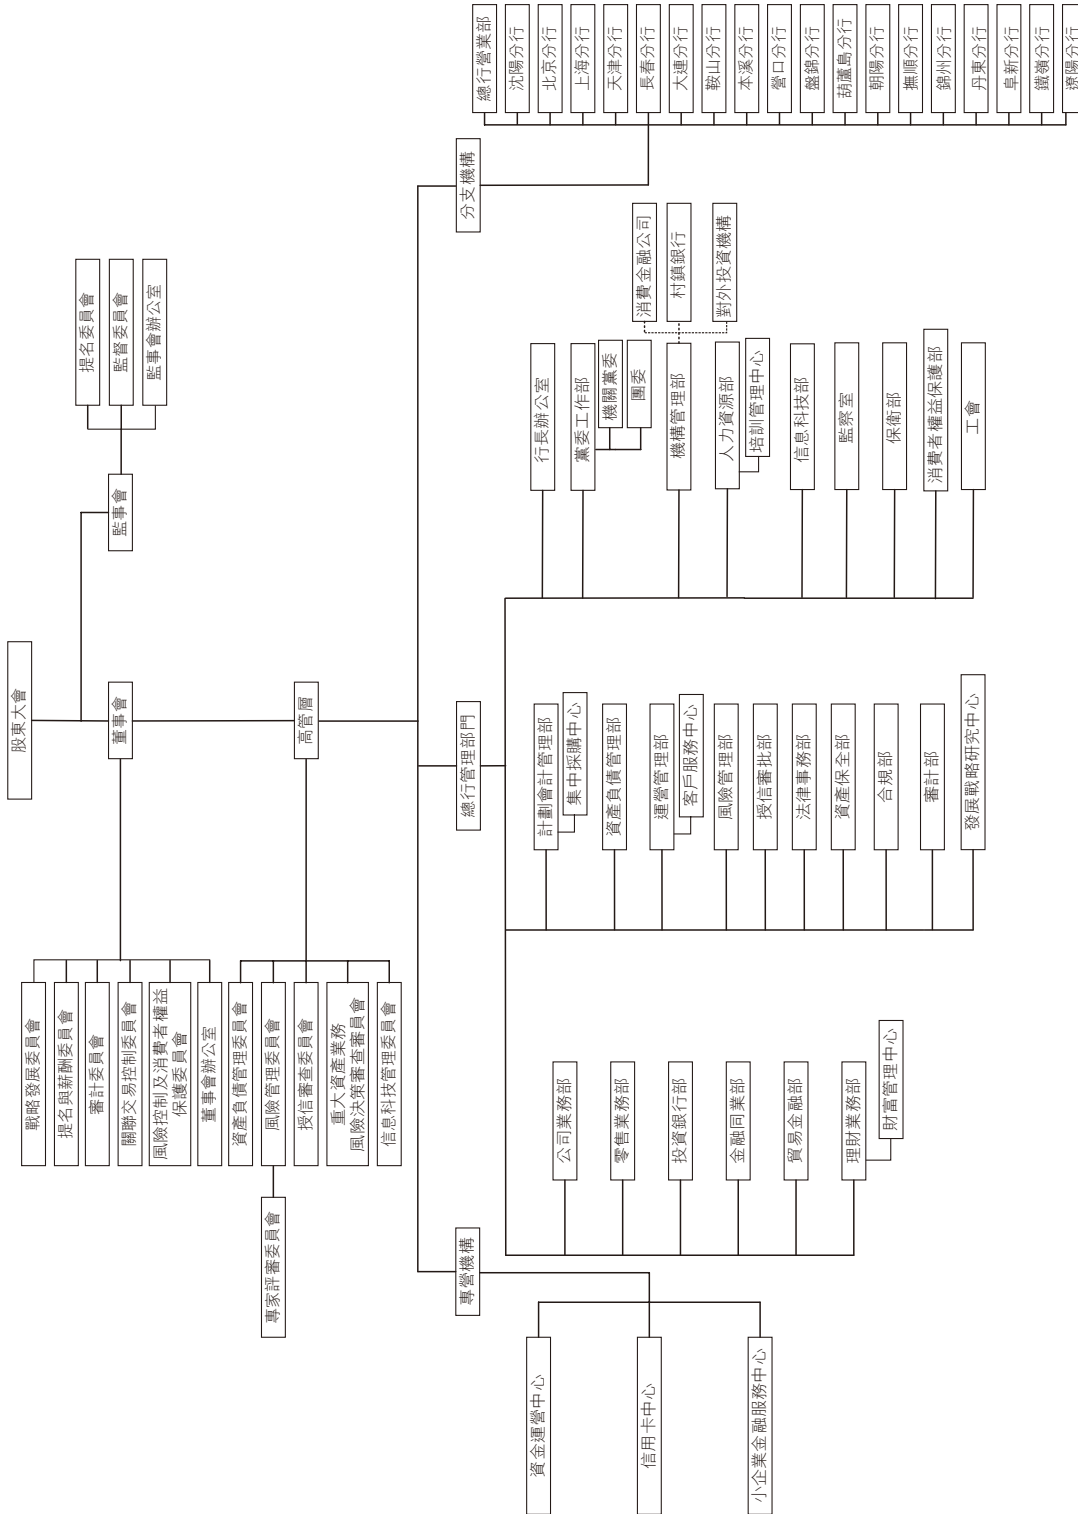 股東大會
監事會
提名委員會
監督委員會
監事會辦公室
董事會
戰略發展委員會
提名與薪酬委員會
審計委員會
關聯交易控制委員會
風險控制及消費者權益
保護委員會
董事會辦公室
高管層
資產負債管理委員會
風險管理委員會
專家評審委員會
授信審查委員會
重大資產業務
風險決策審查審員會
信息科技管理委員會
專營機構
資金運營中心
信用卡中心
小企業金融服務中心
總行管理部門
公司業務部
零售業務部
投資銀行部
金融同業部
貿易金融部
理財業務部
財富管理中心
計劃會計管理部
集中採購中心
資產負債管理部
運營管理部
客戶服務中心
風險管理部
授信審批部
法律事務部
資產保全部
合規部
審計部
發展戰略研究中心
行長辦公室
黨委工作部
機關黨委
團委
機構管理部
消費金融公司
村鎮銀行
對外投資機構
人力資源部
培訓管理中心
信息科技部
監察室
保衛部
消費者權益保護部
工會
分支機構
總行營業部
沈陽分行
北京分行
上海分行
天津分行
長春分行
大連分行
鞍山分行
本溪分行
營口分行
盤錦分行
葫蘆島分行
朝陽分行
撫順分行
錦州分行
丹東分行
阜新分行
鐵嶺分行
遼陽分行